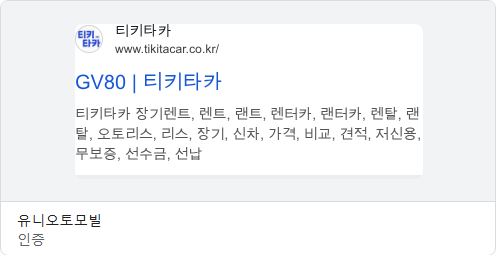 티키
타카
티키타카
www.tikitacar.co.kr/
GV80 | 티키타카
티키타카 장기렌트, 렌트, 랜트, 렌터카, 랜터카, 렌탈, 랜
탈, 오토리스, 리스, 장기, 신차, 가격, 비교, 견적, 저신용,
무보증, 선수금, 선납
유니오토모빌
인증